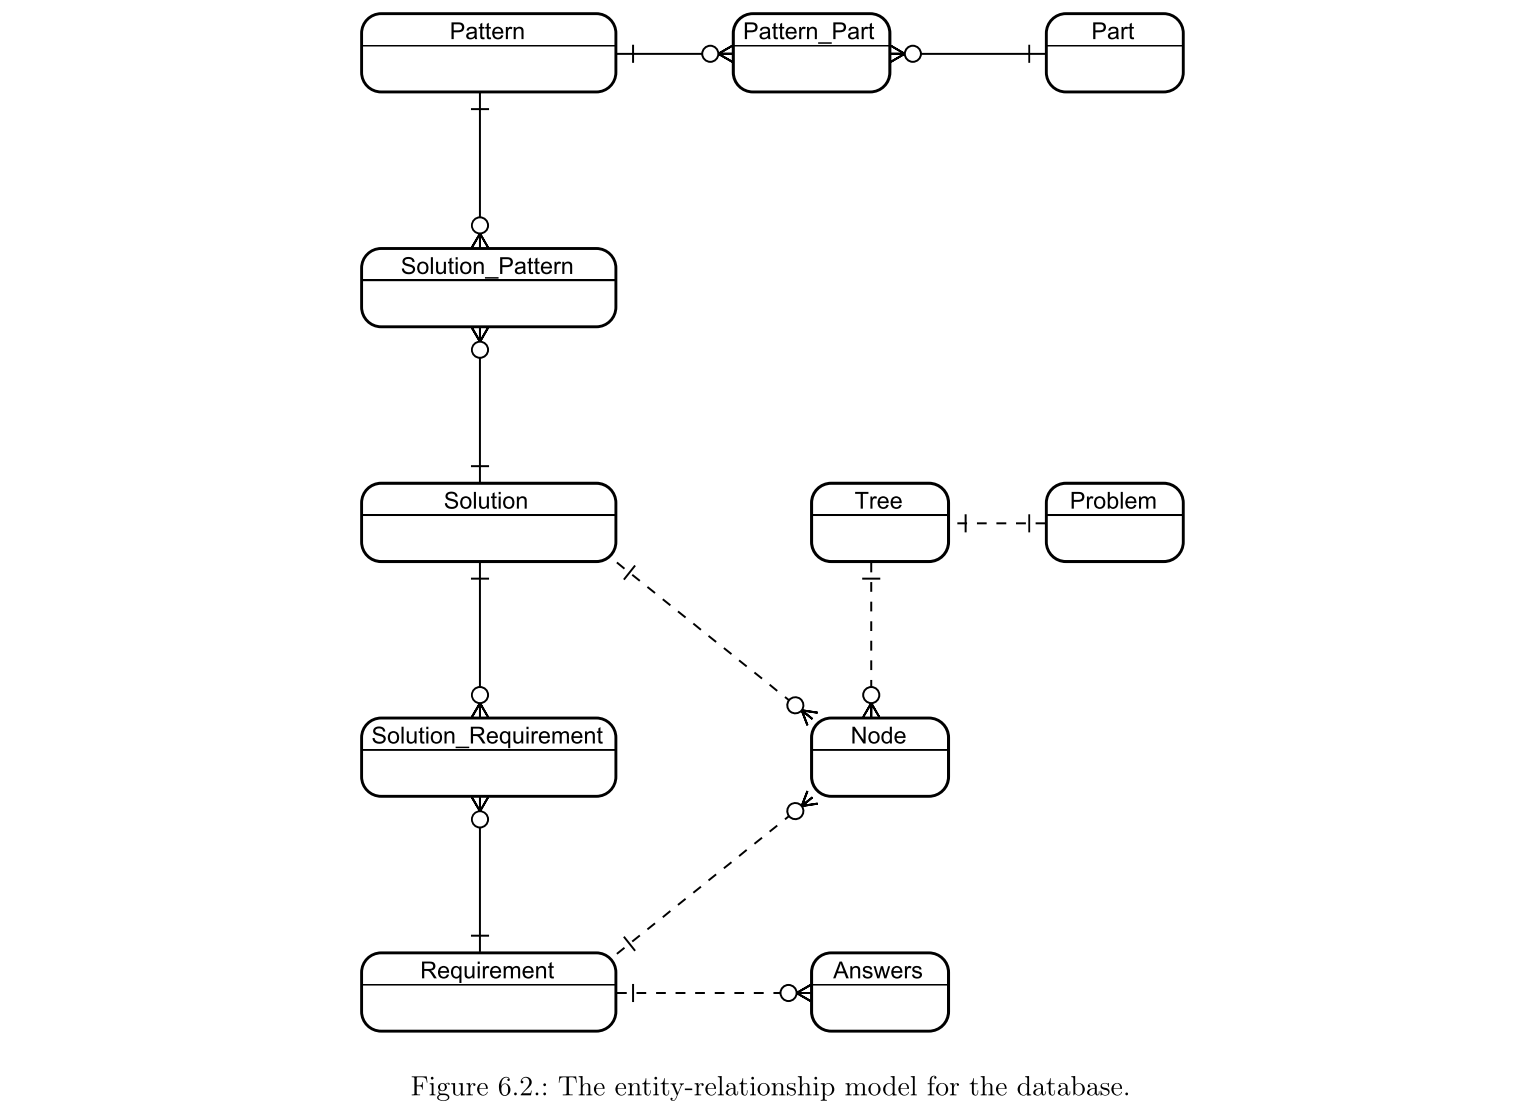 Pattern
Pattern_Part
Part
Solution_Pattern
Solution
Tree
Problem
Solution_Requirement
Node
Requirement
Answers
Figure 6.2.: The entity-relationship model for the database.